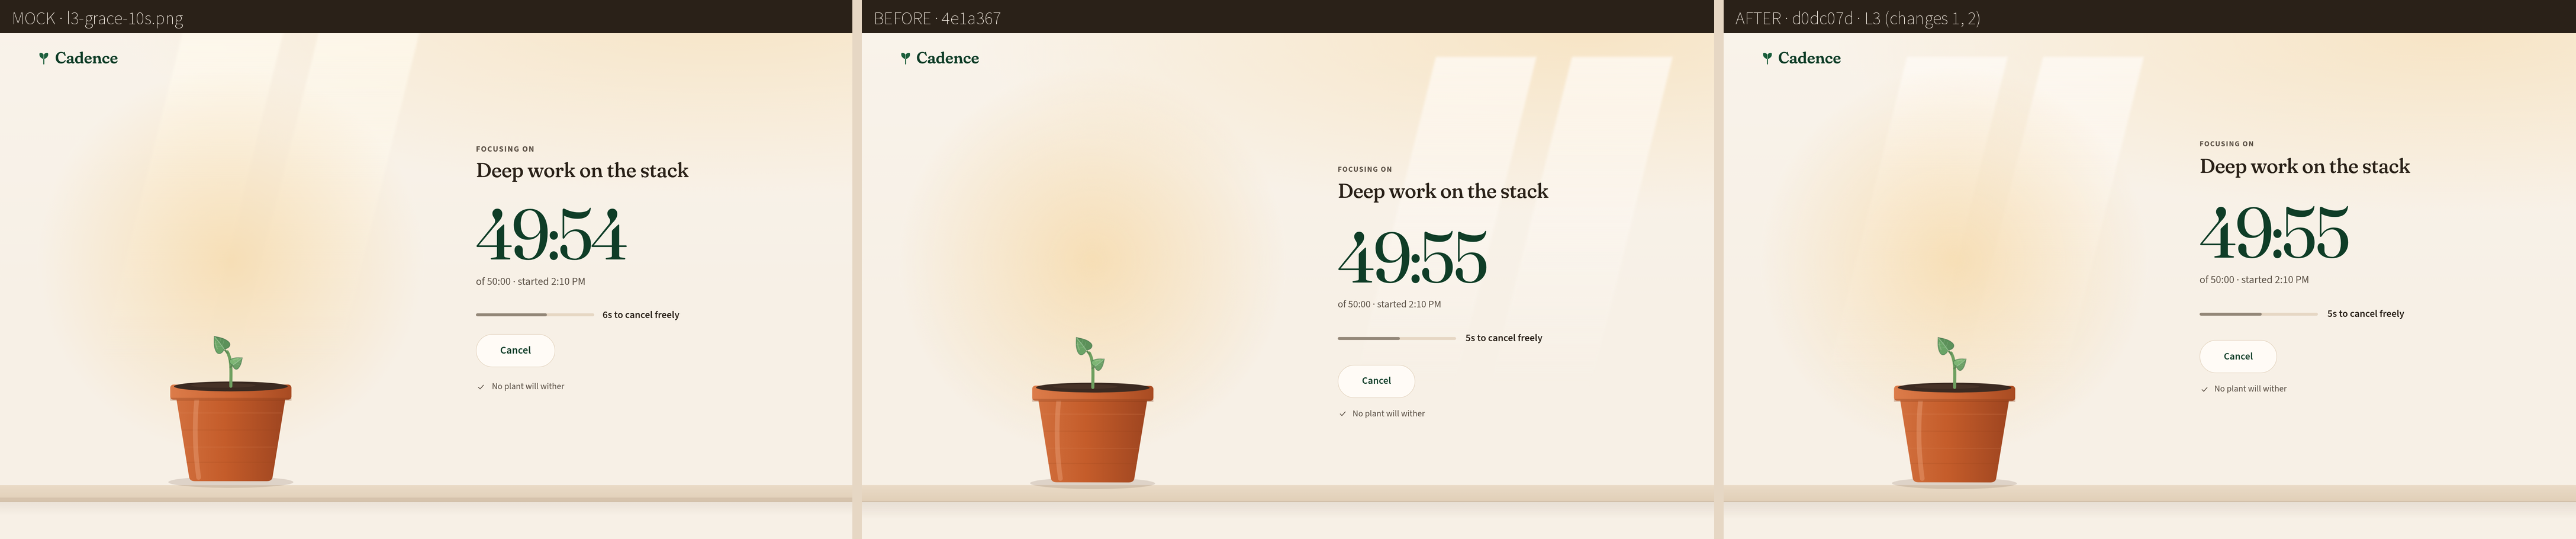 MOCK · l3-grace-10s.png
Cadence
FOCUSING ON
Deep work on the stack
49:54
of 50:00 · started 2:10 PM
6s to cancel freely
Cancel
No plant will wither
BEFORE · 4e1a367
Cadence
FOCUSING ON
Deep work on the stack
49:55
of 50:00 · started 2:10 PM
5s to cancel freely
Cancel
No plant will wither
AFTER · d0dc07d · L3 (changes 1, 2)
Cadence
FOCUSING ON
Deep work on the stack
49:55
of 50:00 · started 2:10 PM
5s to cancel freely
Cancel
No plant will wither